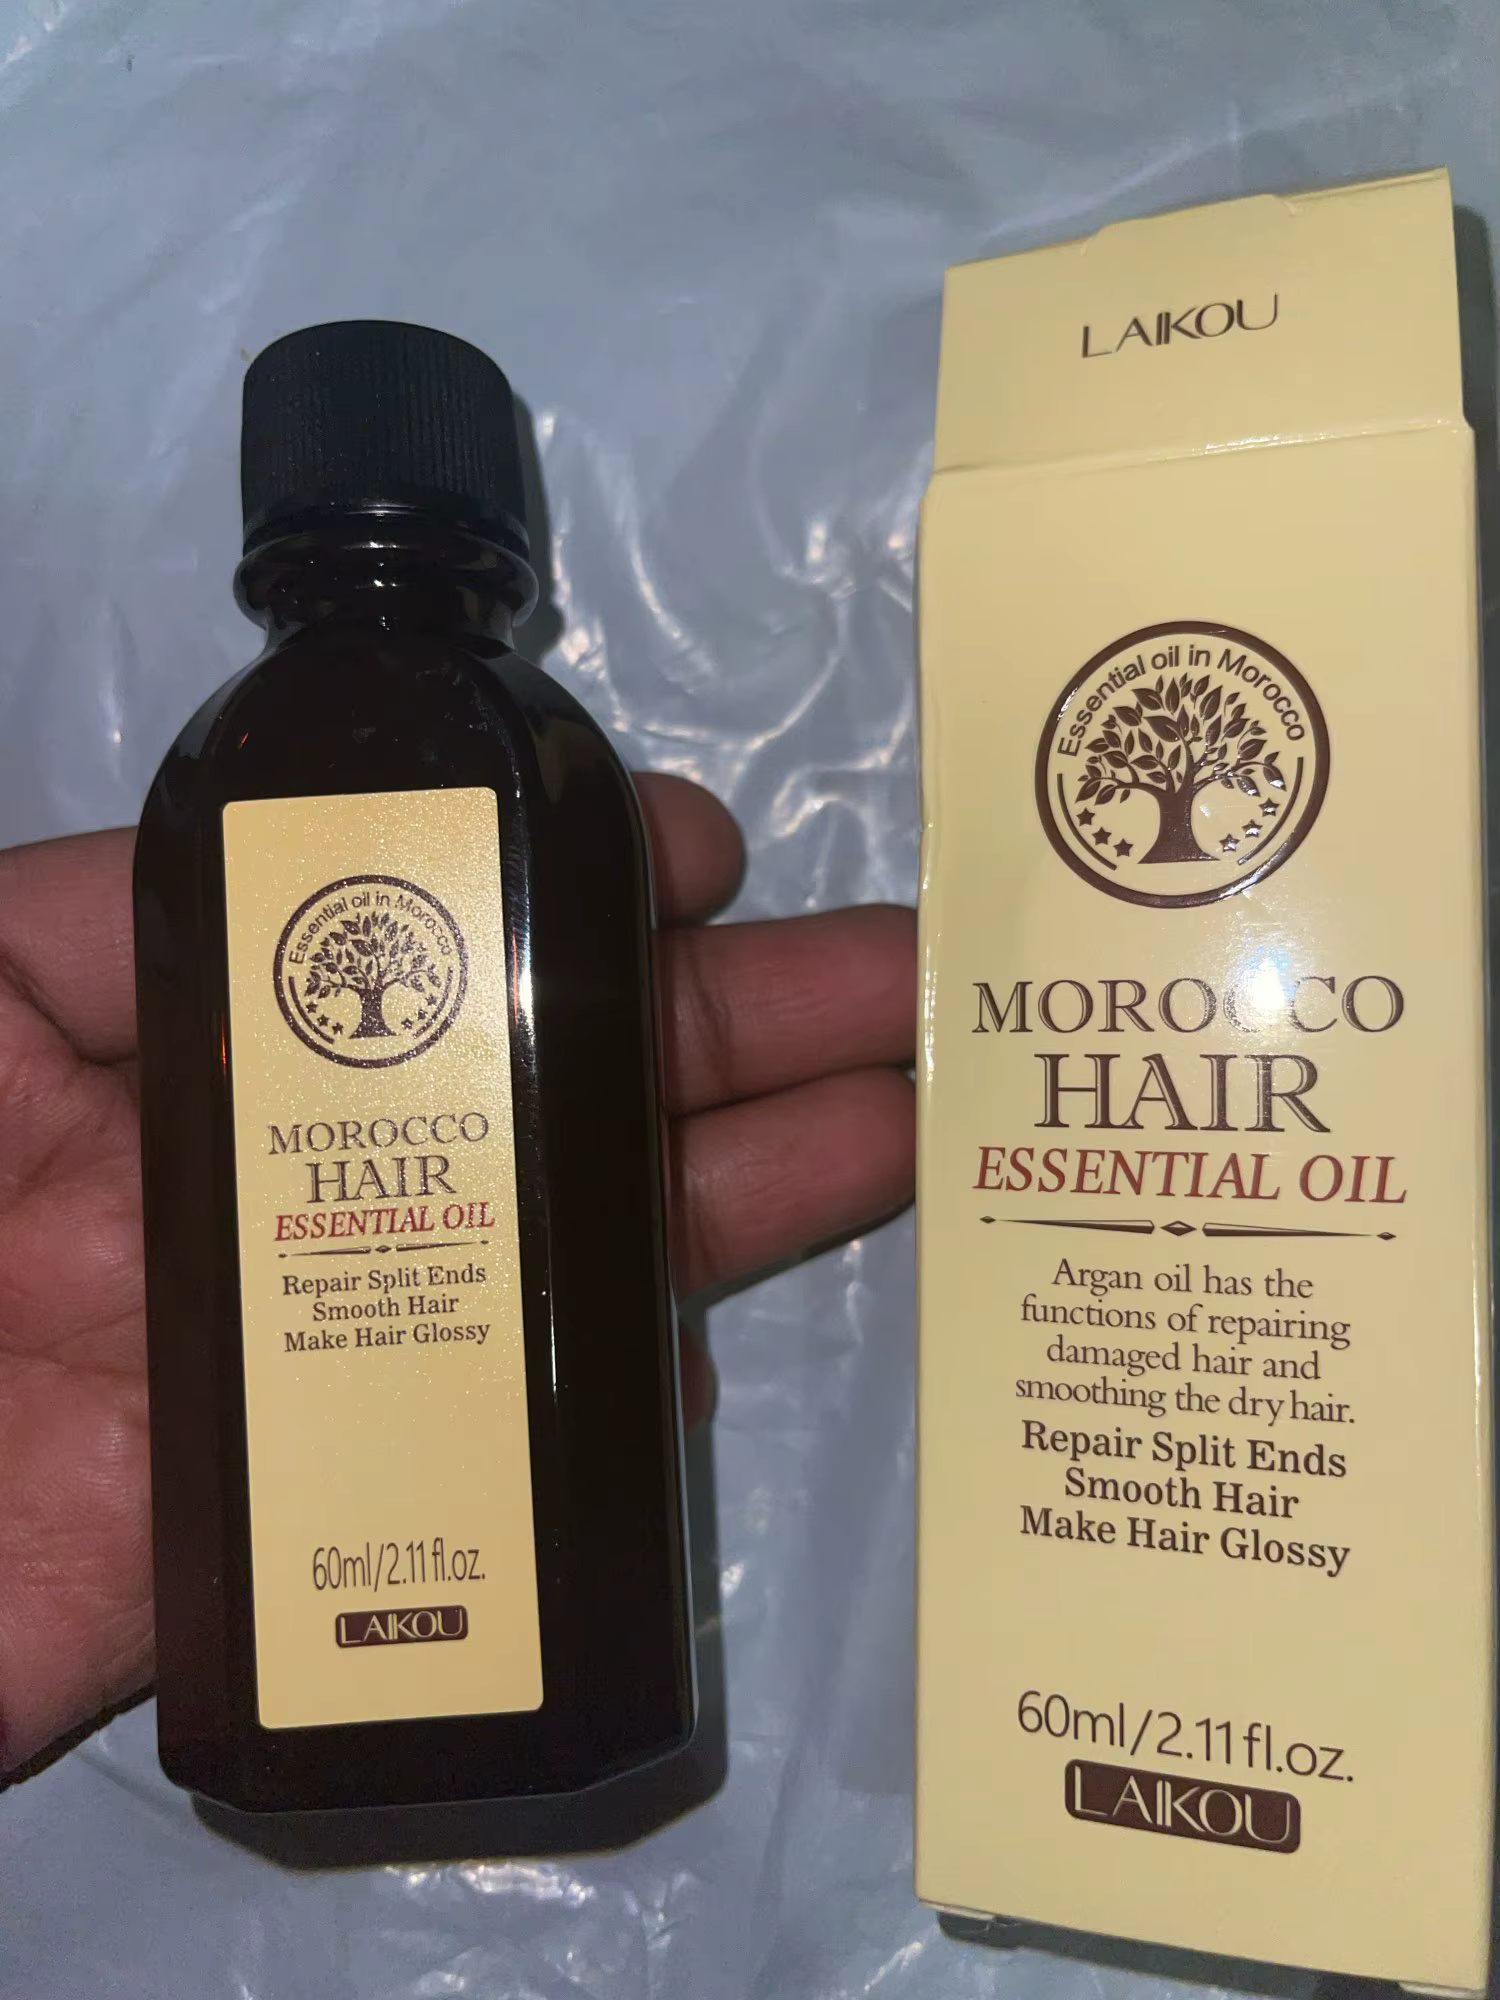 Essential oil in Morocco
MOROCCO
HAIR
ESSENTIAL OIL
Repair Split Ends
Smooth Hair
Make Hair Glossy
60ml/2.11fl.oz.
LAIKOU
LAIKOU
Essential oil in Morocco
MOROCCO
HAIR
ESSENTIAL OIL
Argan oil has the
functions of repairing
damaged hair and
smoothing the dry hair.
Repair Split Ends
Smooth Hair
Make Hair Glossy
60ml/2.11fl.oz.
LAIKOU